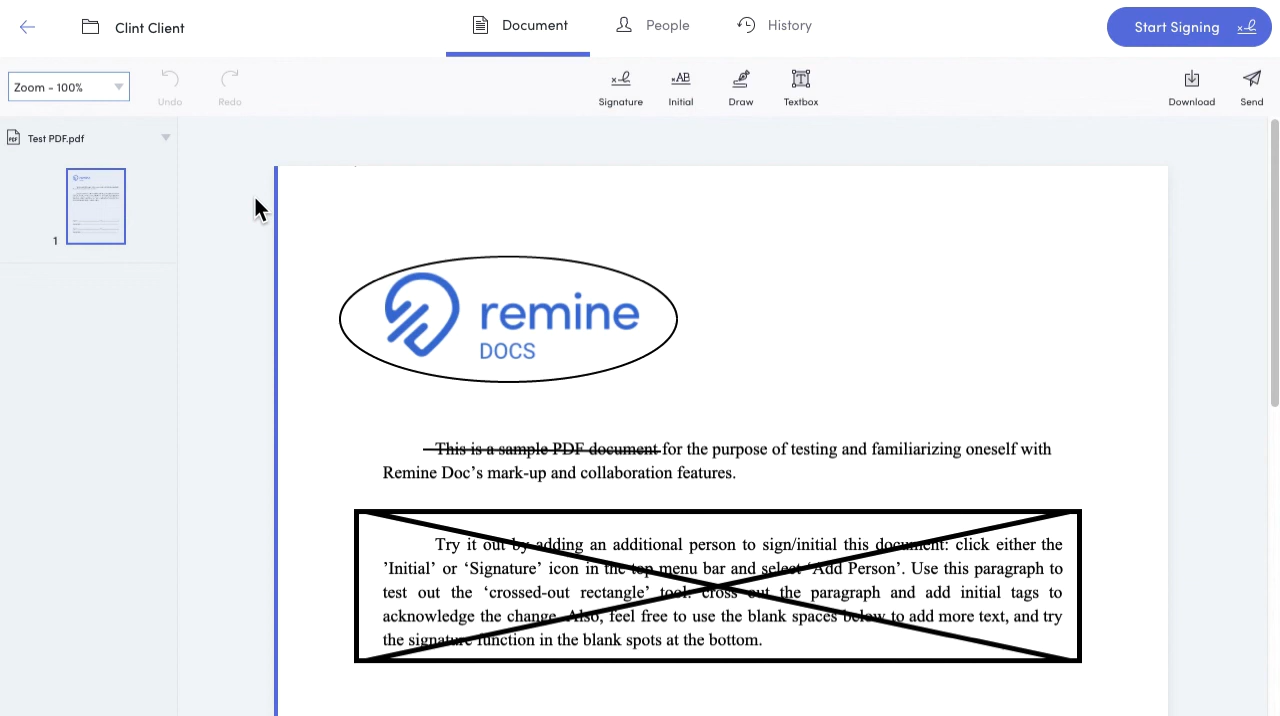 Clint Client
Document
People
History
Start Signing
Zoom - 100%
Undo
Redo
Signature
Initial
Draw
Textbox
Download
Send
Test PDF.pdf
1
remine
DOCS
This is a sample PDF document for the purpose of testing and familiarizing oneself with
Remine Doc’s mark-up and collaboration features.
Try it out by adding an additional person to sign/initial this document: click either the
’Initial’ or ‘Signature’ icon in the top menu bar and select ‘Add Person’. Use this paragraph to
test out the ‘crossed-out rectangle’ tool: cross out the paragraph and add initial tags to
acknowledge the change. Also, feel free to use the blank spaces below to add more text, and try
the signature function in the blank spots at the bottom.